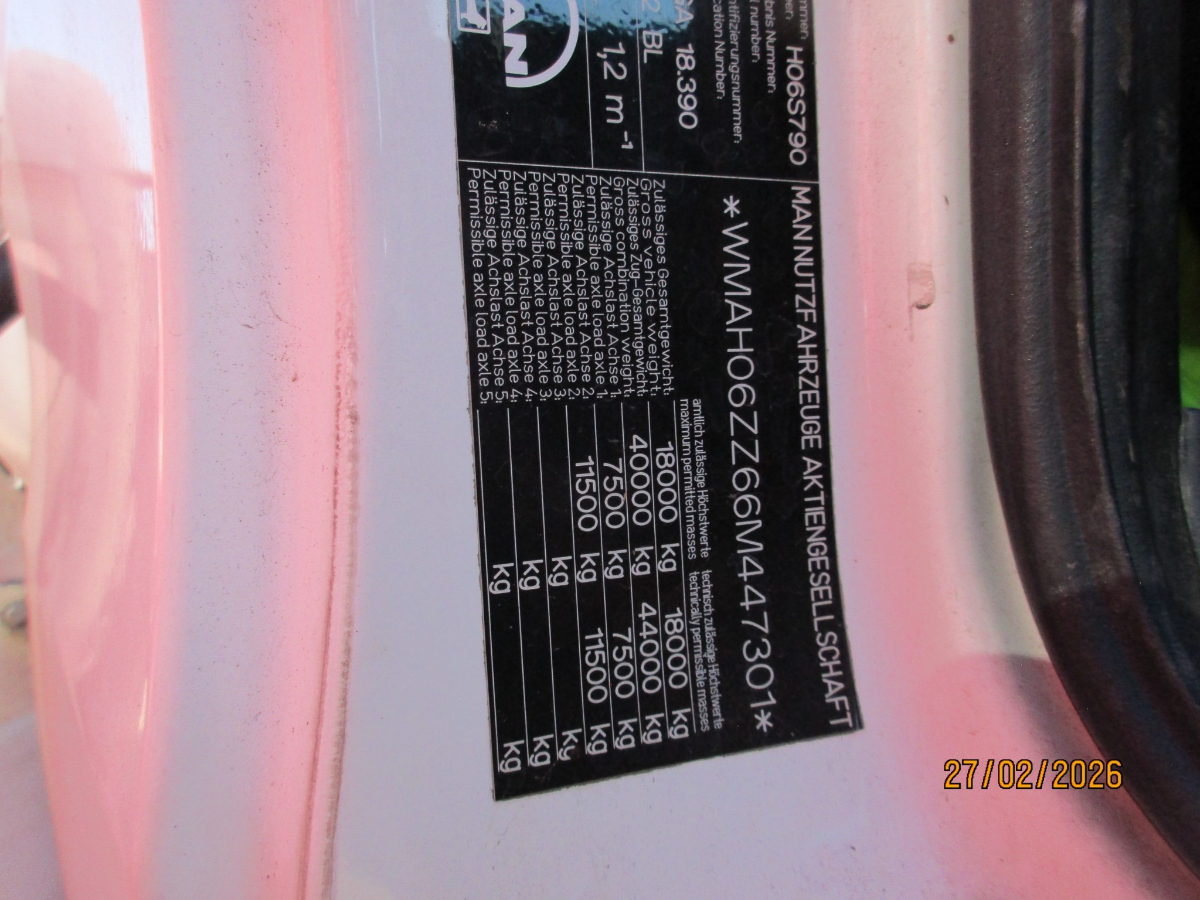 MAN NUTZFAHRZEUGE AKTIENGESELLSCHAFT
*WMAH06ZZ66M447301*
amtlich zulässige Höchstwerte technisch zulässige Höchstwerte
maximum permitted masses technically permissible masses
Zulässiges Gesamtgewicht:
Gross vehicle weight: 18000 kg 18000 kg
Zulässiges Zug-Gesamtgewicht:
Gross combination weight: 40000 kg 44000 kg
Zulässige Achslast Achse 1:
Permissible axle load axle 1: 7500 kg 7500 kg
Zulässige Achslast Achse 2:
Permissible axle load axle 2: 11500 kg 11500 kg
Zulässige Achslast Achse 3:
Permissible axle load axle 3: kg kg
Zulässige Achslast Achse 4:
Permissible axle load axle 4: kg kg
Zulässige Achslast Achse 5:
Permissible axle load axle 5: kg kg
H06S790
18.390
BL
1,2 m⁻¹
27/02/2026